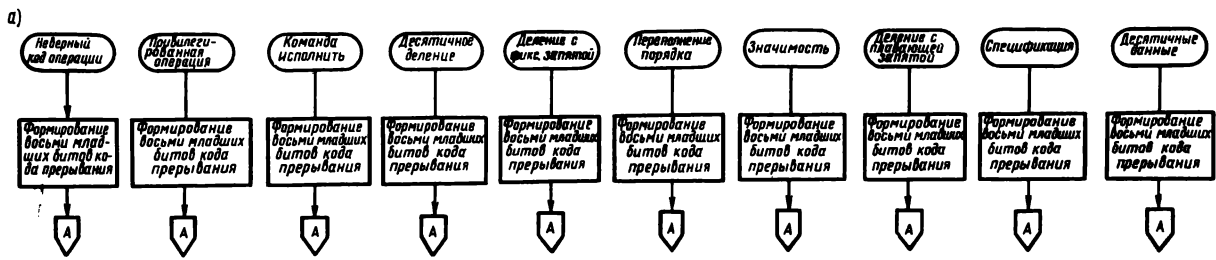 а)
Неверный
код операции
Привилеги-
рованная
операция
Команда
исполнить
Десятичное
деление
Деление с
фикс. запятой
Переполнение
порядка
Значимость
Деление с
плавающей
запятой
Спецификация
Десятичные
данные
Формирование
восьми млад-
ших битов ко-
да прерывания
Формирование
восьми младших
битов кода
прерывания
Формирование
восьми младших
битов кода
прерывания
Формирование
восьми младших
битов кода
прерывания
Формирование
восьми младших
битов кода
прерывания
Формирование
восьми младших
битов кода
прерывания
Формирование
восьми младших
битов кода
прерывания
Формирование
восьми младших
битов кода
прерывания
Формирование
восьми младших
битов кода
прерывания
Формирование
восьми младших
битов кода
прерывания
А
А
А
А
А
А
А
А
А
А